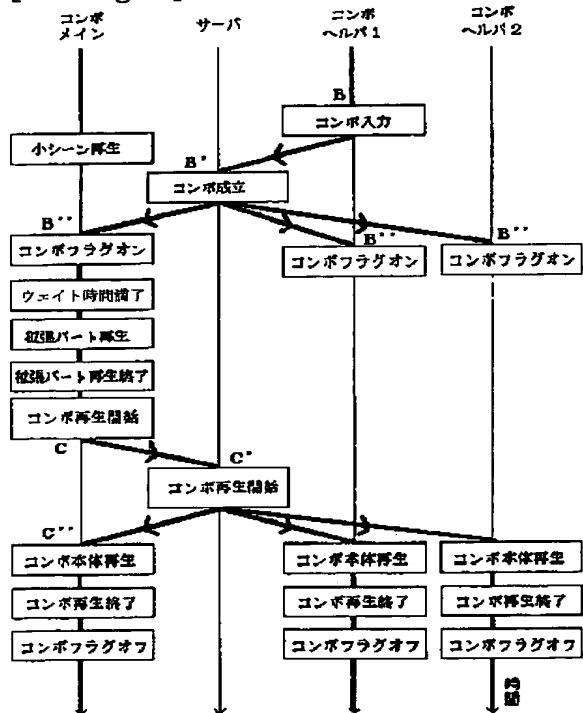 コンボ
メイン
サーバ
コンボ
ヘルパ1
コンボ
ヘルパ2
B
コンボ入力
小シーン再生
B'
コンボ成立
B''
コンボフラグオン
B''
コンボフラグオン
B''
コンボフラグオン
ウェイト時間満了
拡張パート再生
拡張パート再生終了
コンボ再生開始
C
C'
コンボ再生開始
C''
コンボ本体再生
コンボ本体再生
コンボ本体再生
コンボ再生終了
コンボ再生終了
コンボ再生終了
コンボフラグオフ
コンボフラグオフ
コンボフラグオフ
時間